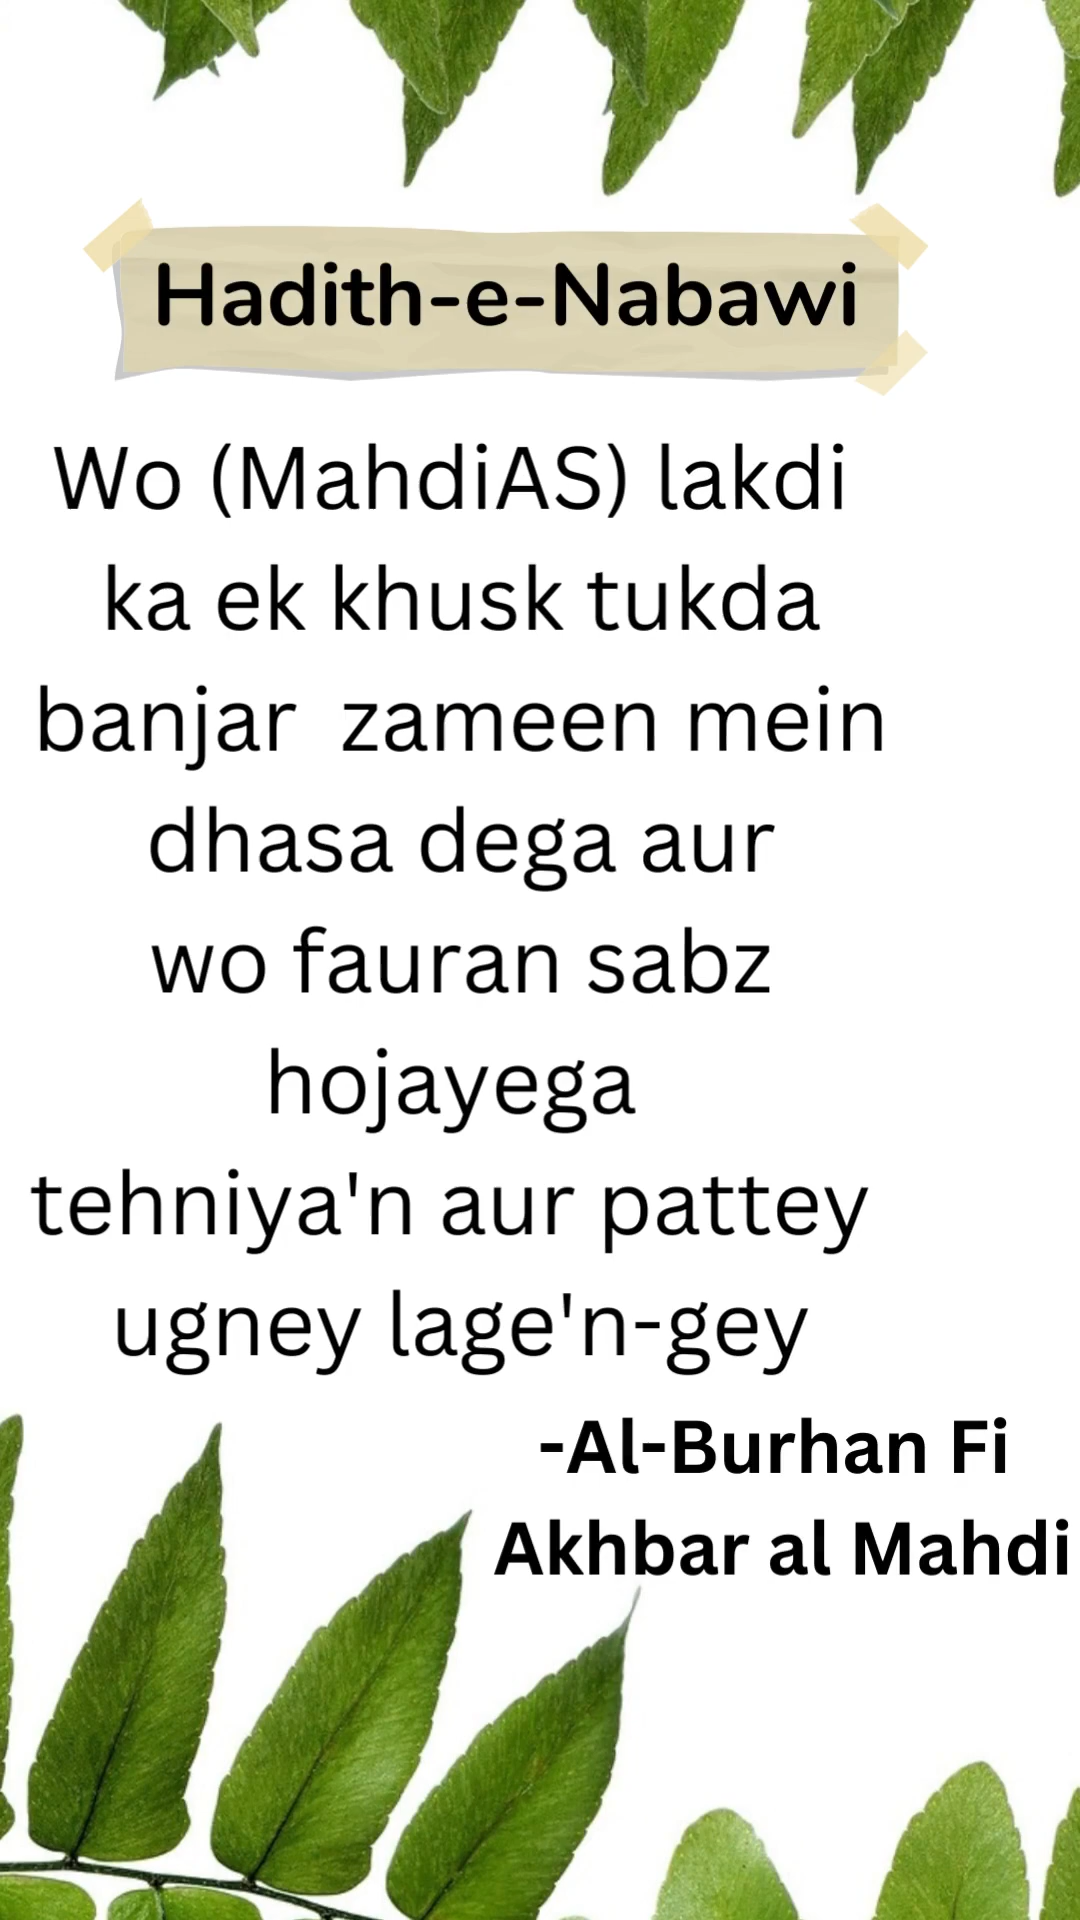 Hadith-e-Nabawi
Wo (MahdiAS) lakdi
ka ek khusk tukda
banjar  zameen mein
dhasa dega aur
wo fauran sabz
hojayega
tehniya'n aur pattey
ugney lage'n-gey
-Al-Burhan Fi
Akhbar al Mahdi